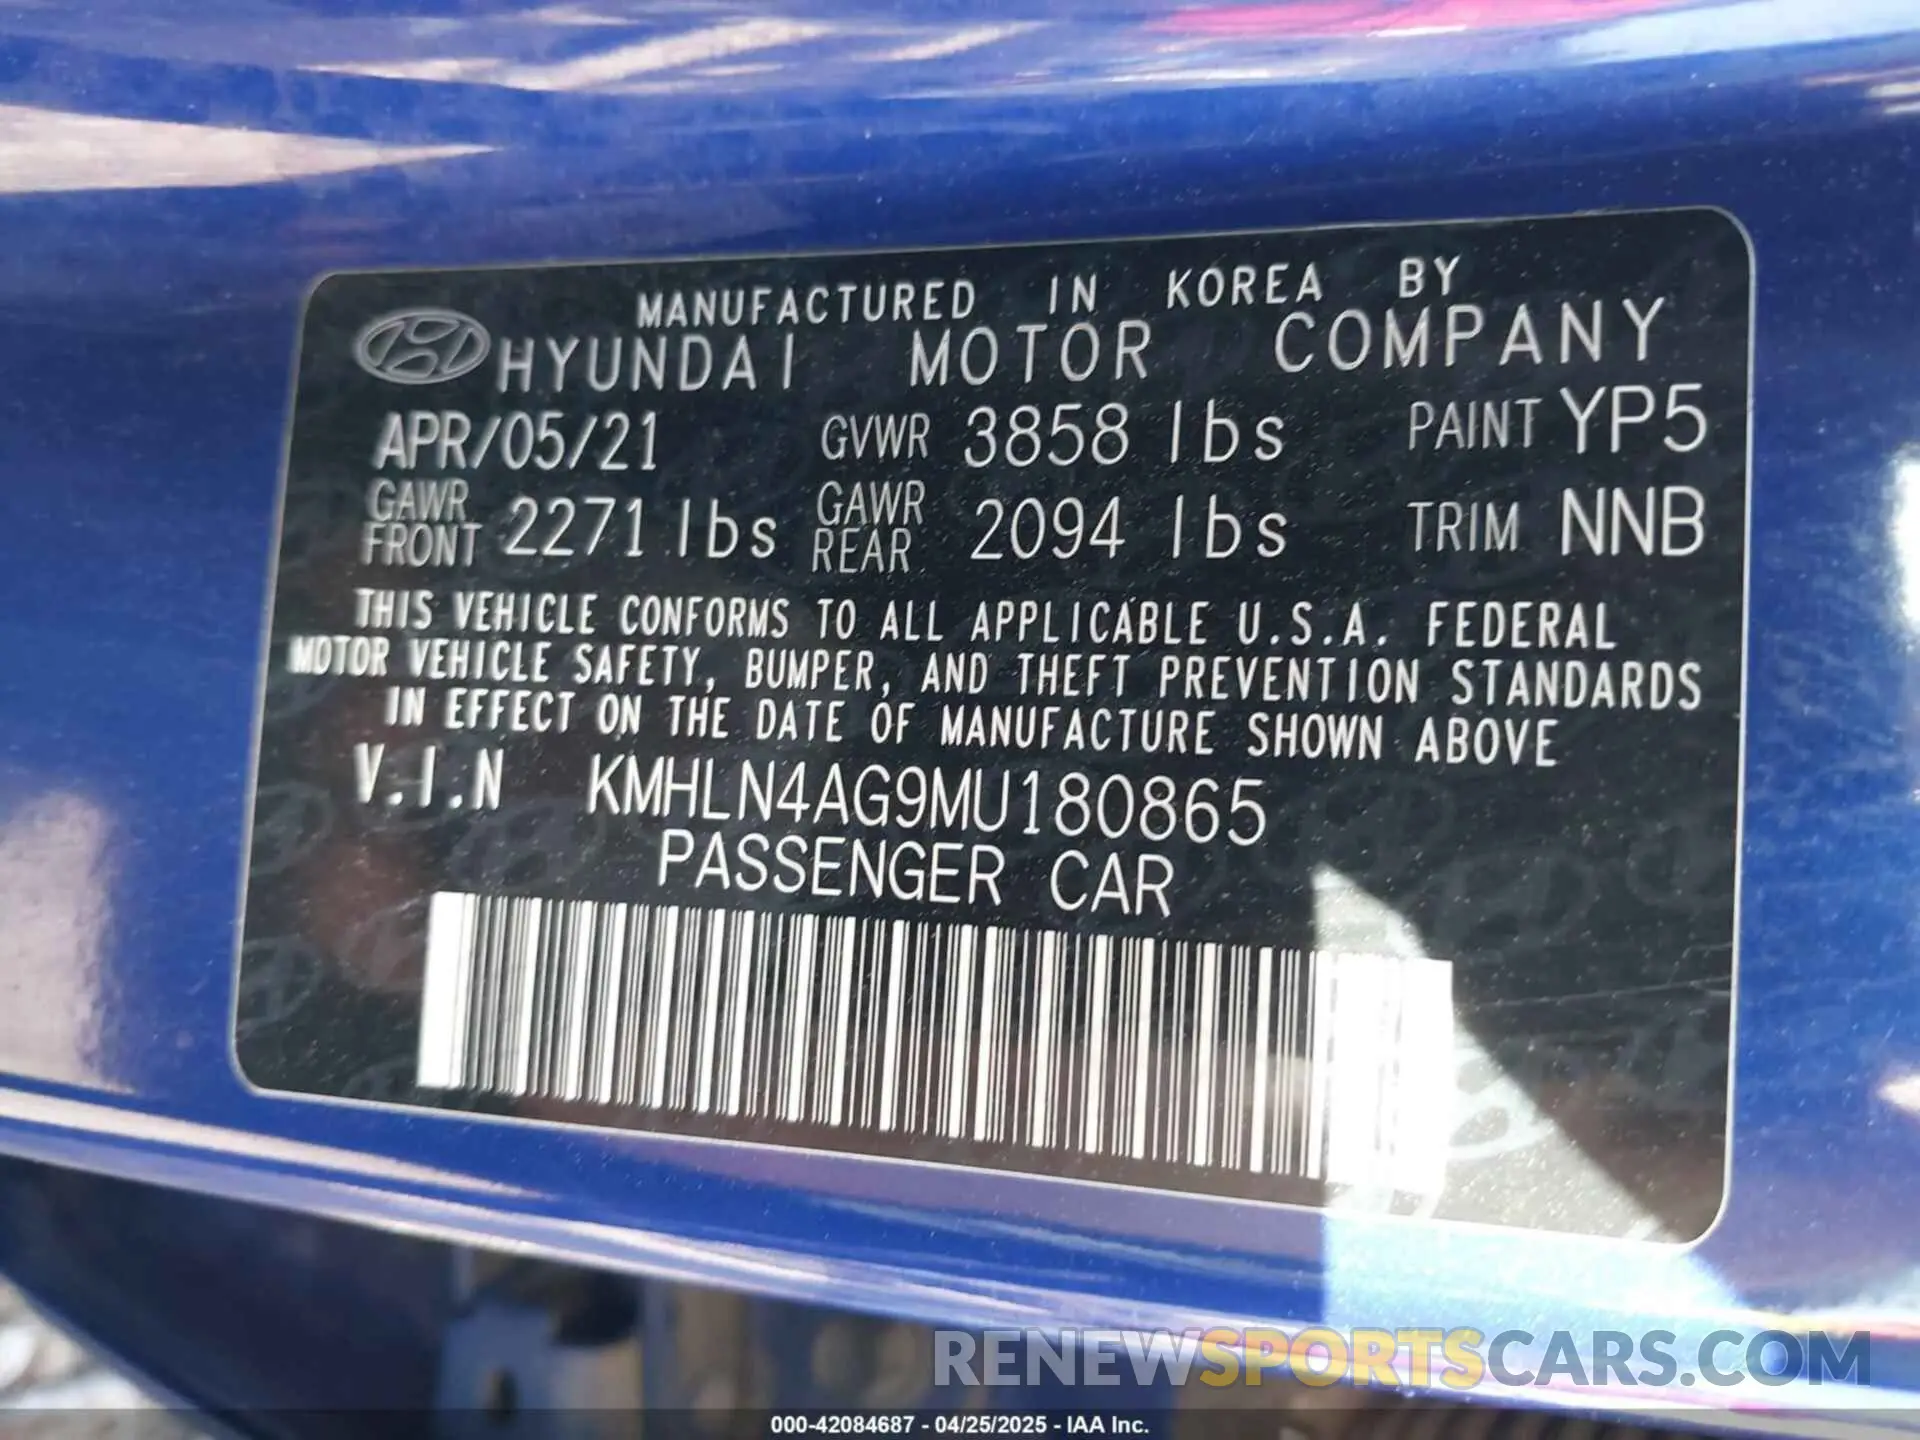 MANUFACTURED IN KOREA BY
HYUNDAI MOTOR COMPANY
APR/05/21 GVWR 3858 lbs PAINT YP5
GAWR FRONT 2271 lbs GAWR REAR 2094 lbs TRIM NNB
THIS VEHICLE CONFORMS TO ALL APPLICABLE U.S.A. FEDERAL
MOTOR VEHICLE SAFETY, BUMPER, AND THEFT PREVENTION STANDARDS
IN EFFECT ON THE DATE OF MANUFACTURE SHOWN ABOVE
V.I.N KMHLN4AG9MU180865
PASSENGER CAR
RENEWSPORTSCARS.COM
000-42084687 - 04/25/2025 - IAA Inc.